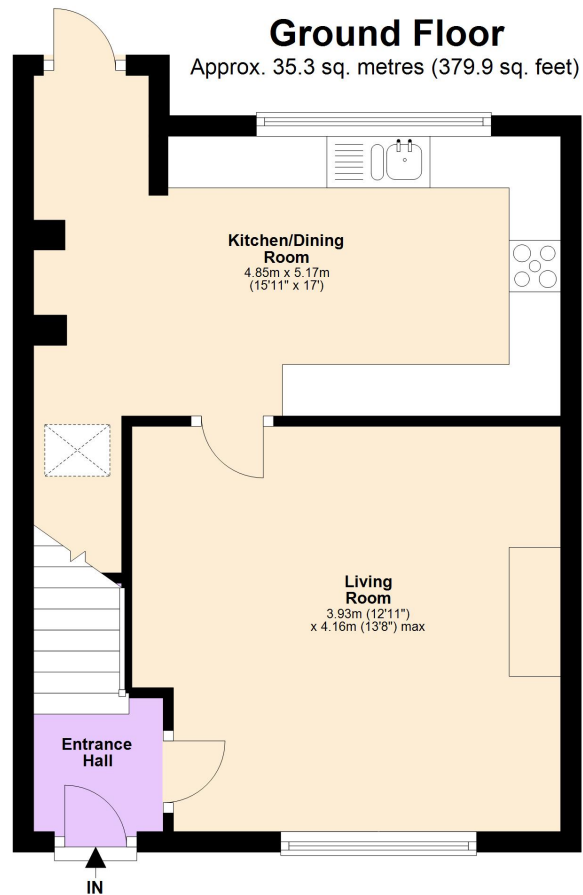 Ground Floor
Approx. 35.3 sq. metres (379.9 sq. feet)
Kitchen/Dining
Room
4.85m x 5.17m
(15'11" x 17')
Living
Room
3.93m (12'11")
x 4.16m (13'8") max
Entrance
Hall
IN